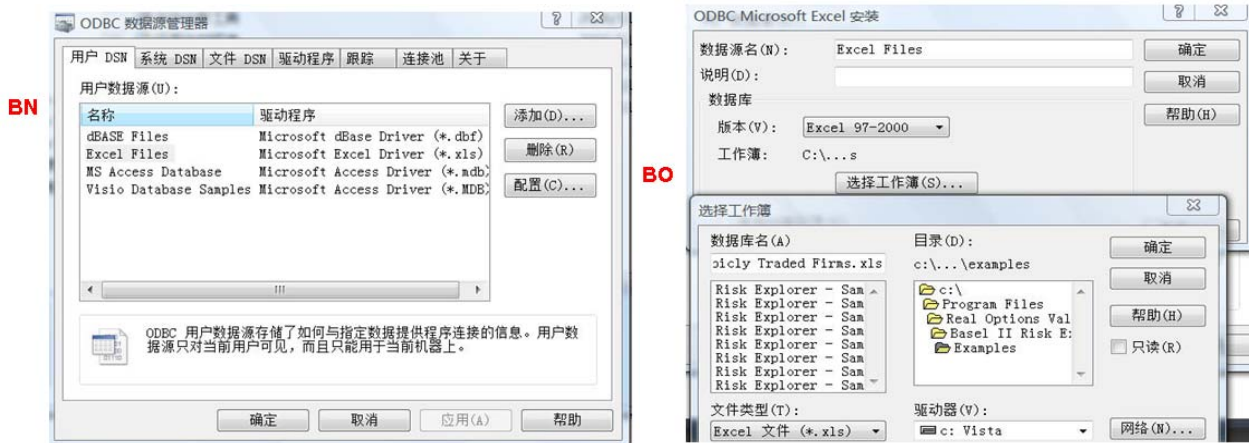 ODBC 数据源管理器
用户 DSN 系统 DSN 文件 DSN 驱动程序 跟踪 连接池 关于
用户数据源(U):
名称 驱动程序
dBASE Files Microsoft dBase Driver (*.dbf)
Excel Files Microsoft Excel Driver (*.xls)
MS Access Database Microsoft Access Driver (*.mdb)
Visio Database Samples Microsoft Access Driver (*.MDB)
添加(D)...
删除(R)
配置(C)...
BN
ODBC 用户数据源存储了如何与指定数据提供程序连接的信息。用户数
据源只对当前用户可见，而且只能用于当前机器上。
确定 取消 应用(A) 帮助
BO
ODBC Microsoft Excel 安装
数据源名(N): Excel Files
说明(D):
数据库
版本(V): Excel 97-2000
工作簿: C:\...s
选择工作簿(S)...
确定
取消
帮助(H)
选择工作簿
数据库名(A)
icly Traded Firms.xls
Risk Explorer - Sam
Risk Explorer - Sam
Risk Explorer - Sam
Risk Explorer - Sam
Risk Explorer - Sam
Risk Explorer - Sam
Risk Explorer - Sam
Risk Explorer - Sam
文件类型(T):
Excel 文件 (*.xls)
目录(D):
c:\...\examples
c:\
Program Files
Real Options Val
Basel II Risk E:
Examples
驱动器(V):
c: Vista
确定
取消
帮助(H)
只读(R)
网络(N)...